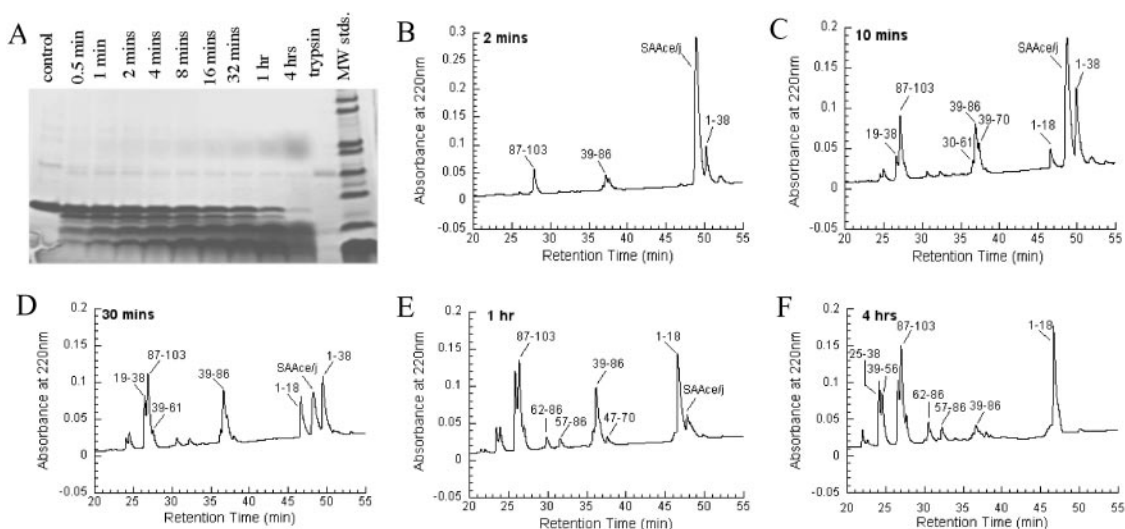 A
control
0.5 min
1 min
2 mins
4 mins
8 mins
16 mins
32 mins
1 hr
4 hrs
trypsin
MW stds.
B
2 mins
Absorbance at 220nm
0.3
0.2
0.1
0.05
0
-0.05
SAAce/j
1-38
87-103
39-86
20 25 30 35 40 45 50 55
Retention Time (min)
C
10 mins
Absorbance at 220nm
0.2
0.15
0.1
0.05
0
-0.05
SAAce/j
1-38
87-103
39-86
39-70
19-38
30-61
1-18
20 25 30 35 40 45 50 55
Retention Time (min)
D
30 mins
Absorbance at 220nm
0.2
0.15
0.1
0.05
0
-0.05
1-38
87-103
39-86
SAAce/j
19-38
1-18
39-61
20 25 30 35 40 45 50 55
Retention Time (min)
E
1 hr
Absorbance at 220nm
0.2
0.15
0.1
0.05
0
-0.05
1-18
87-103
39-86
SAAce/j
62-86
57-86
47-70
20 25 30 35 40 45 50 55
Retention Time (min)
F
4 hrs
Absorbance at 220nm
0.2
0.15
0.1
0.05
0
-0.05
1-18
87-103
25-38
39-56
62-86
57-86
39-86
20 25 30 35 40 45 50 55
Retention Time (min)